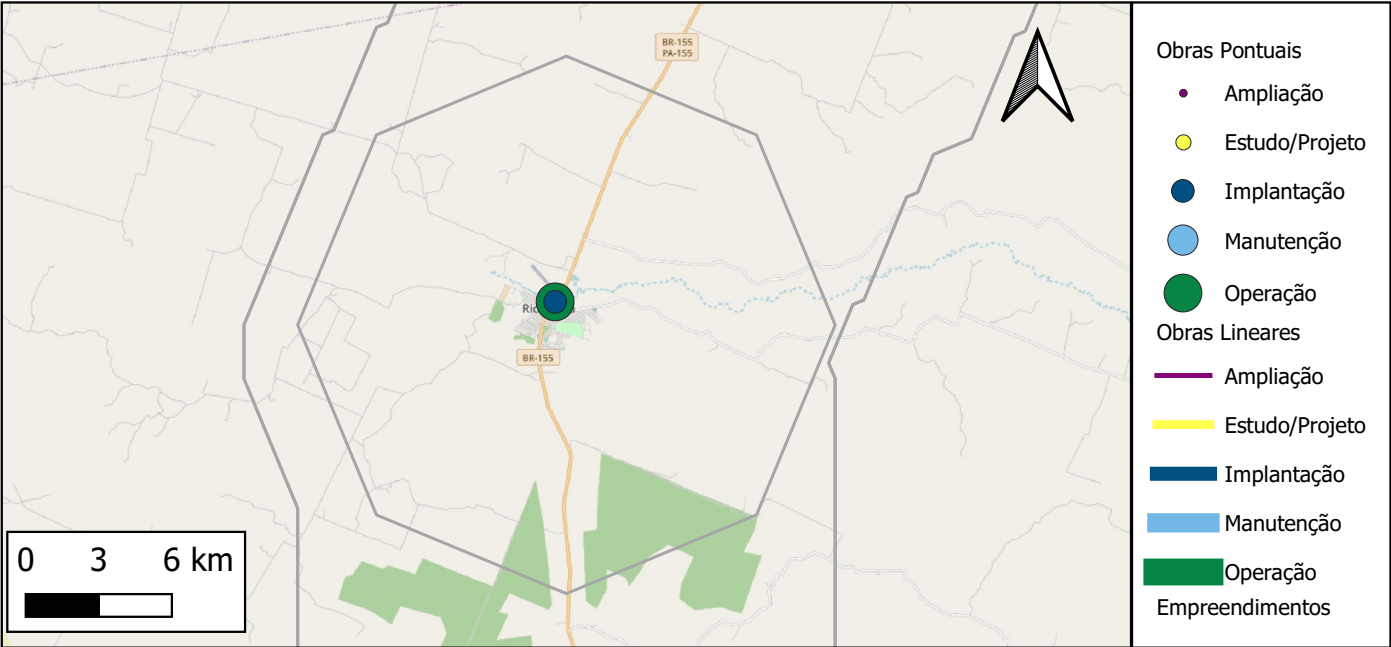 BR-155
PA-155
BR-155
0 3 6 km
Obras Pontuais
Ampliação
Estudo/Projeto
Implantação
Manutenção
Operação
Obras Lineares
Ampliação
Estudo/Projeto
Implantação
Manutenção
Operação
Empreendimentos